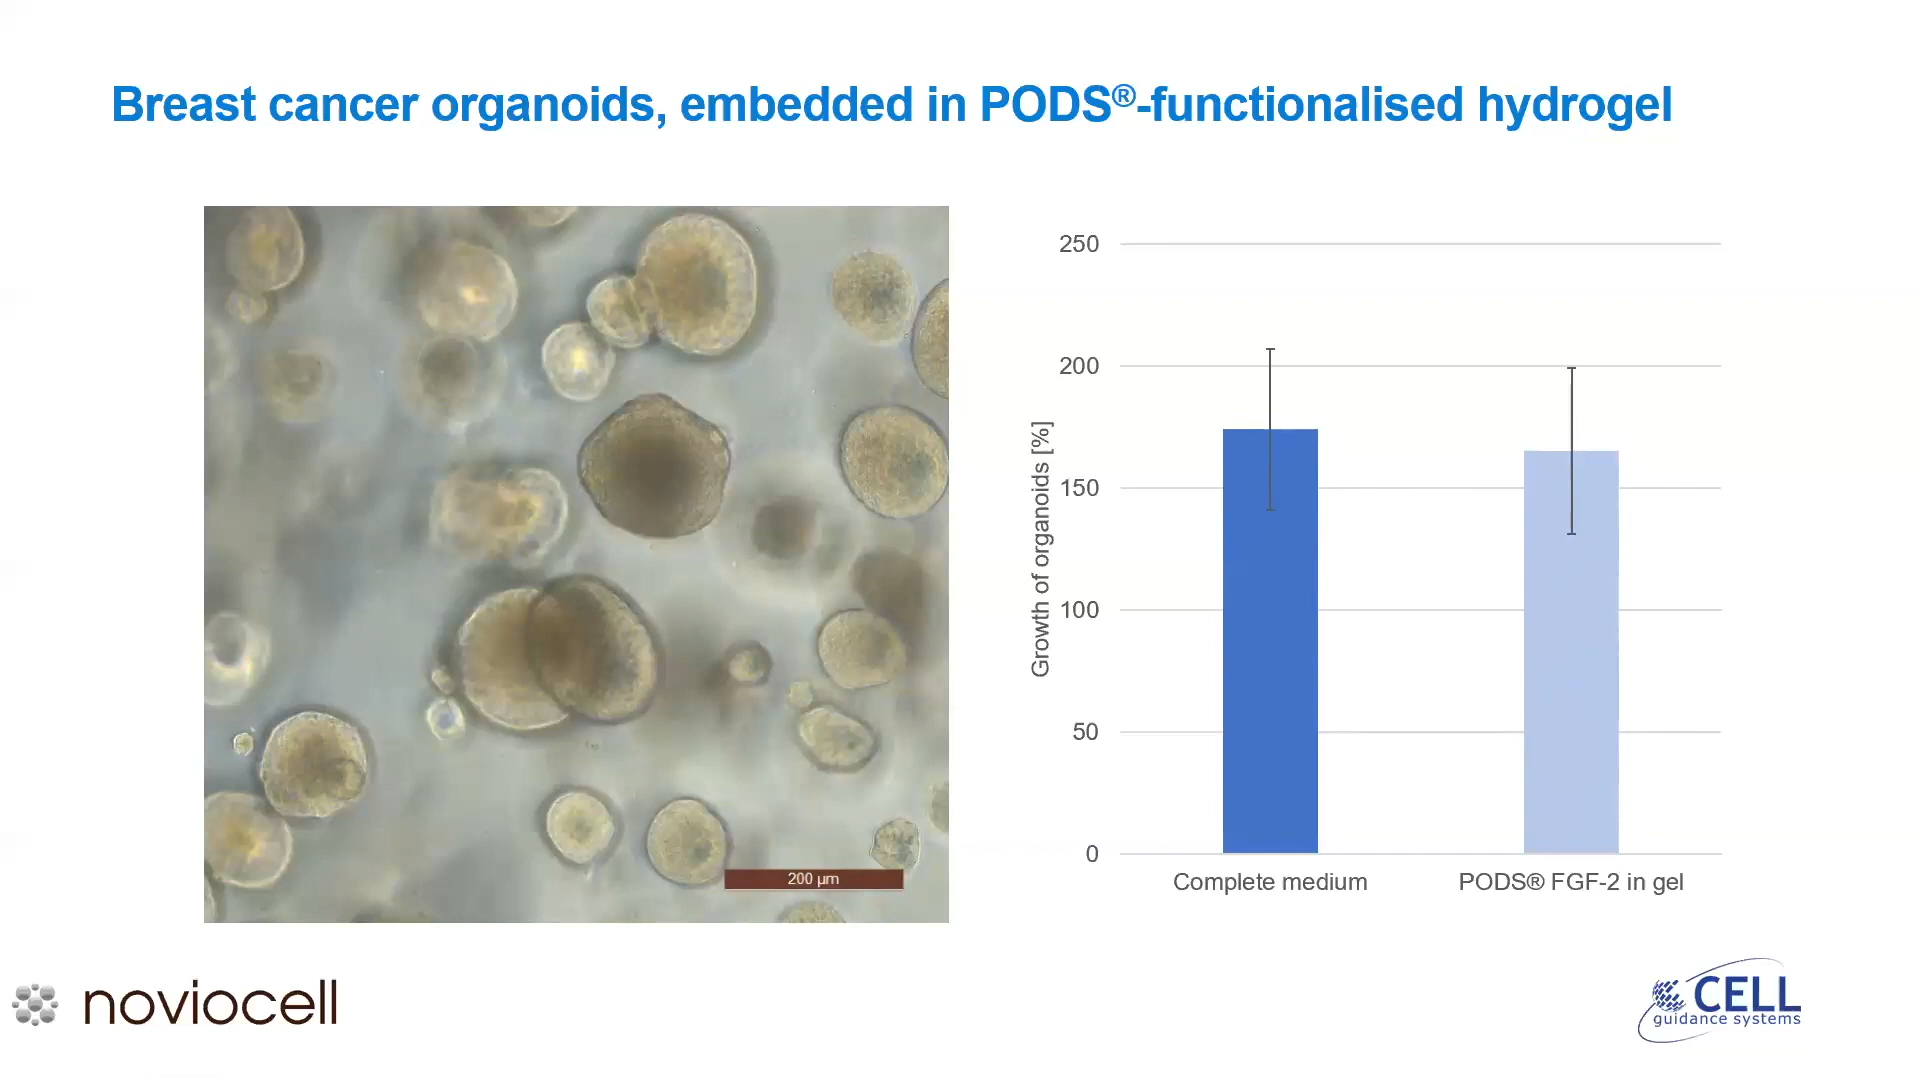 Breast cancer organoids, embedded in PODS®-functionalised hydrogel
200 µm
Growth of organoids [%]
250
200
150
100
50
0
Complete medium
PODS® FGF-2 in gel
noviocell
CELL
guidance systems